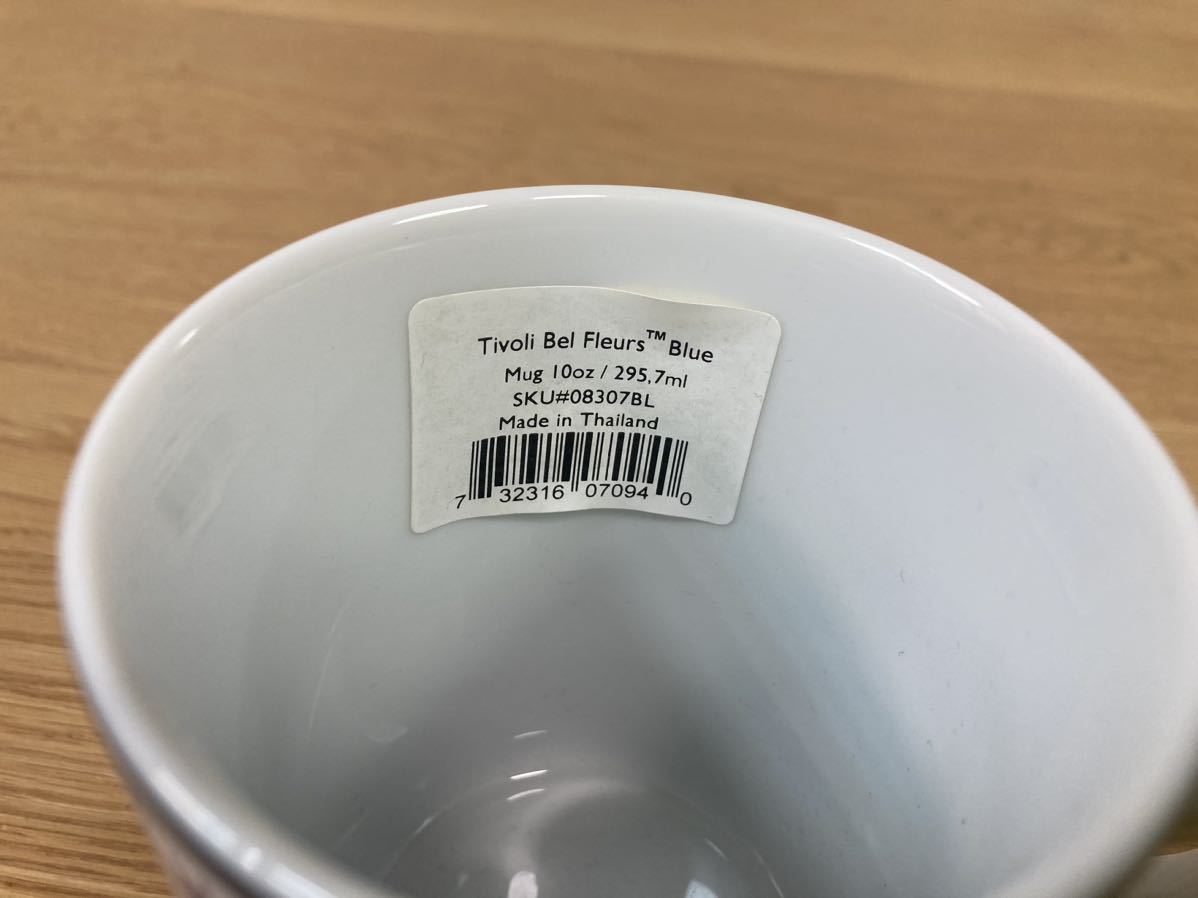 Tivoli Bel Fleurs™ Blue
Mug 10oz / 295,7ml
SKU#08307BL
Made in Thailand
7 32316 07094 0